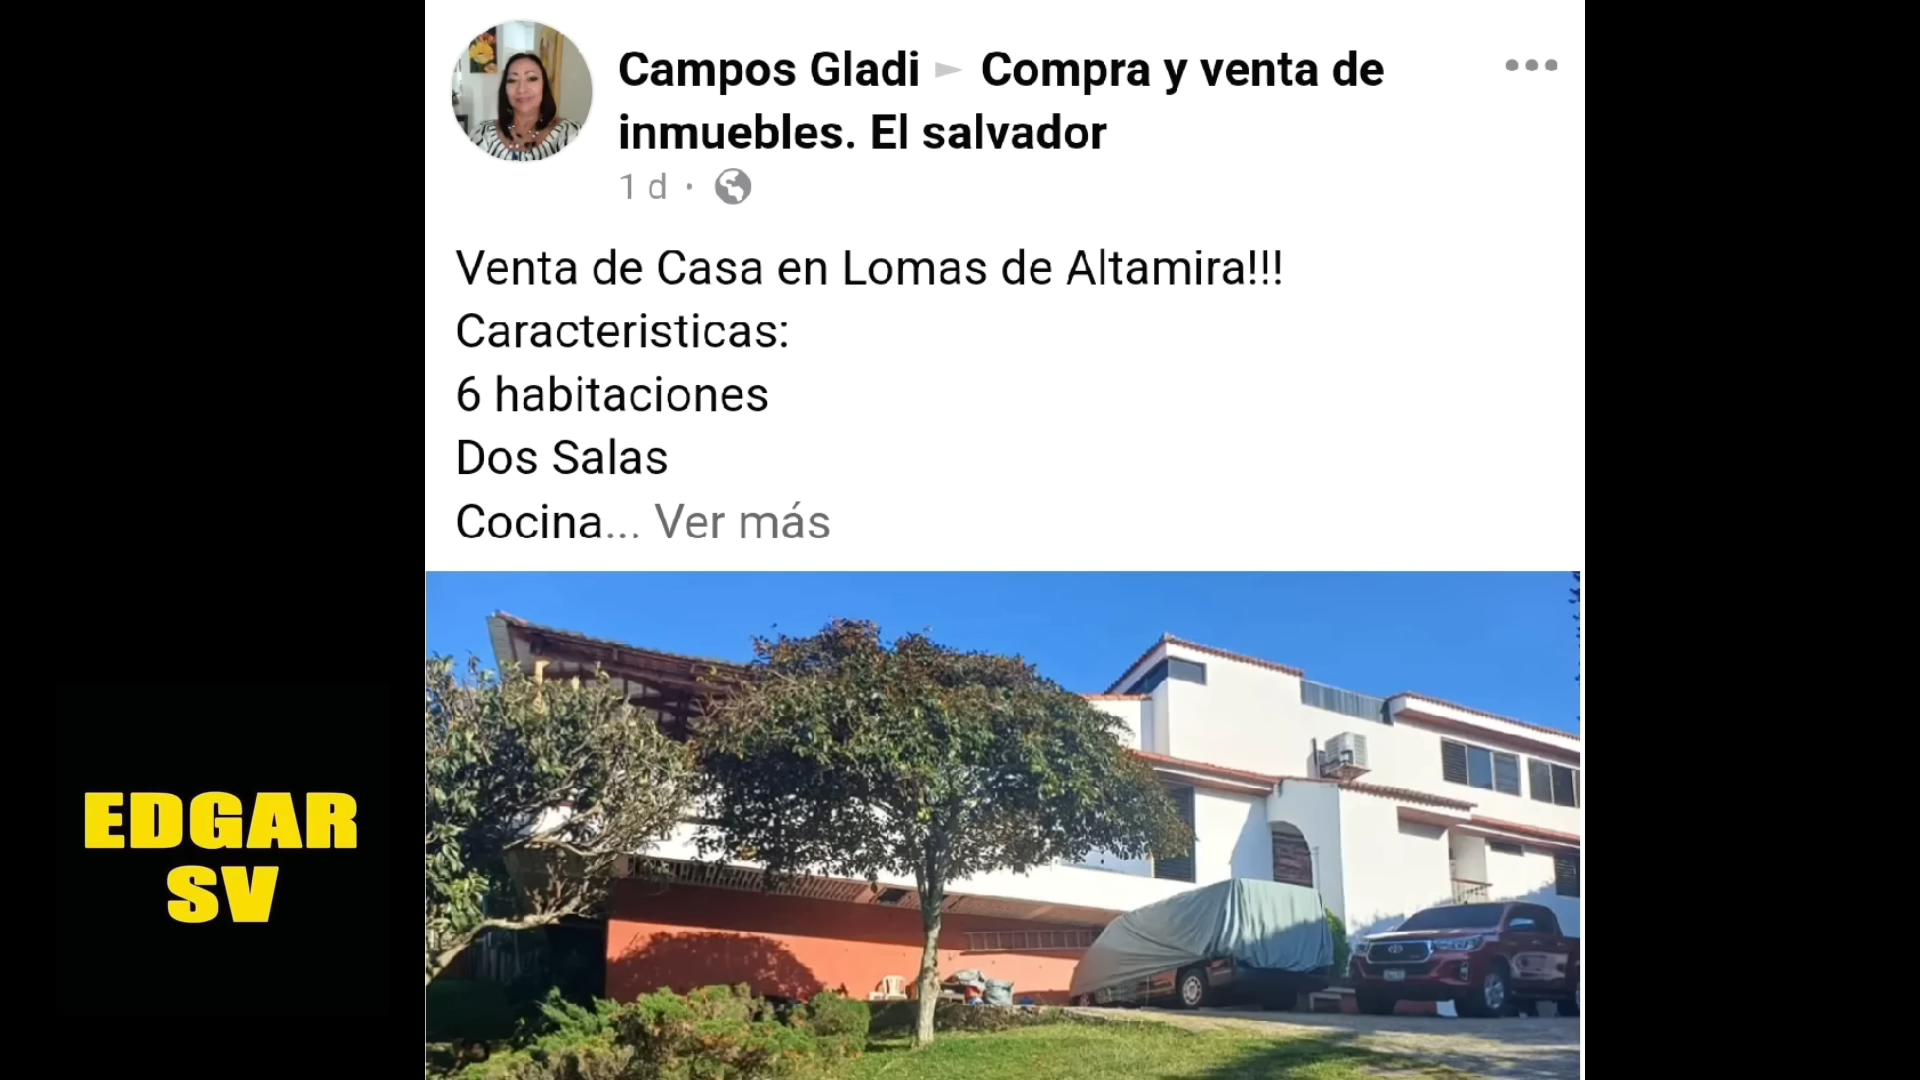 Campos Gladi ► Compra y venta de
inmuebles. El salvador
1 d ·
Venta de Casa en Lomas de Altamira!!!
Caracteristicas:
6 habitaciones
Dos Salas
Cocina... Ver más
EDGAR
SV